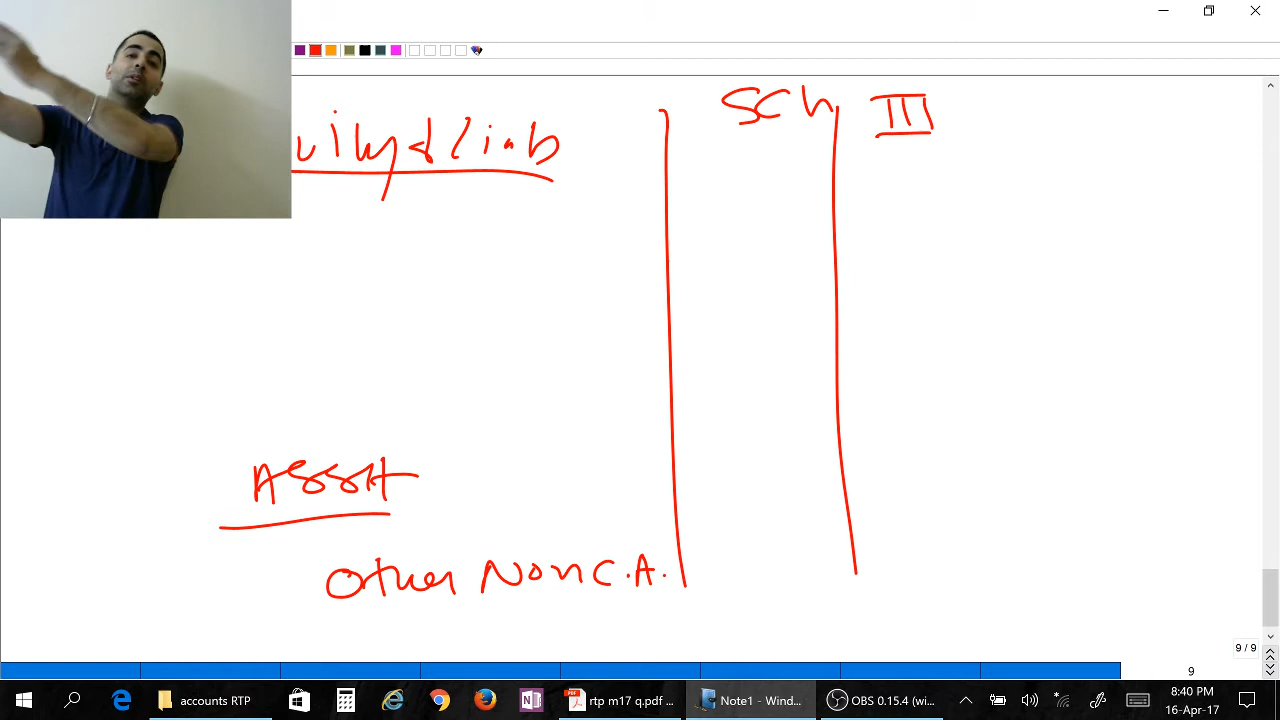 SCh III
uity & liab
ASSet
Other Non C.A.
9 / 9
9
accounts RTP
rtp m17 q.pdf ...
Note1 - Wind...
OBS 0.15.4 (wi...
8:40 PM
16-Apr-17